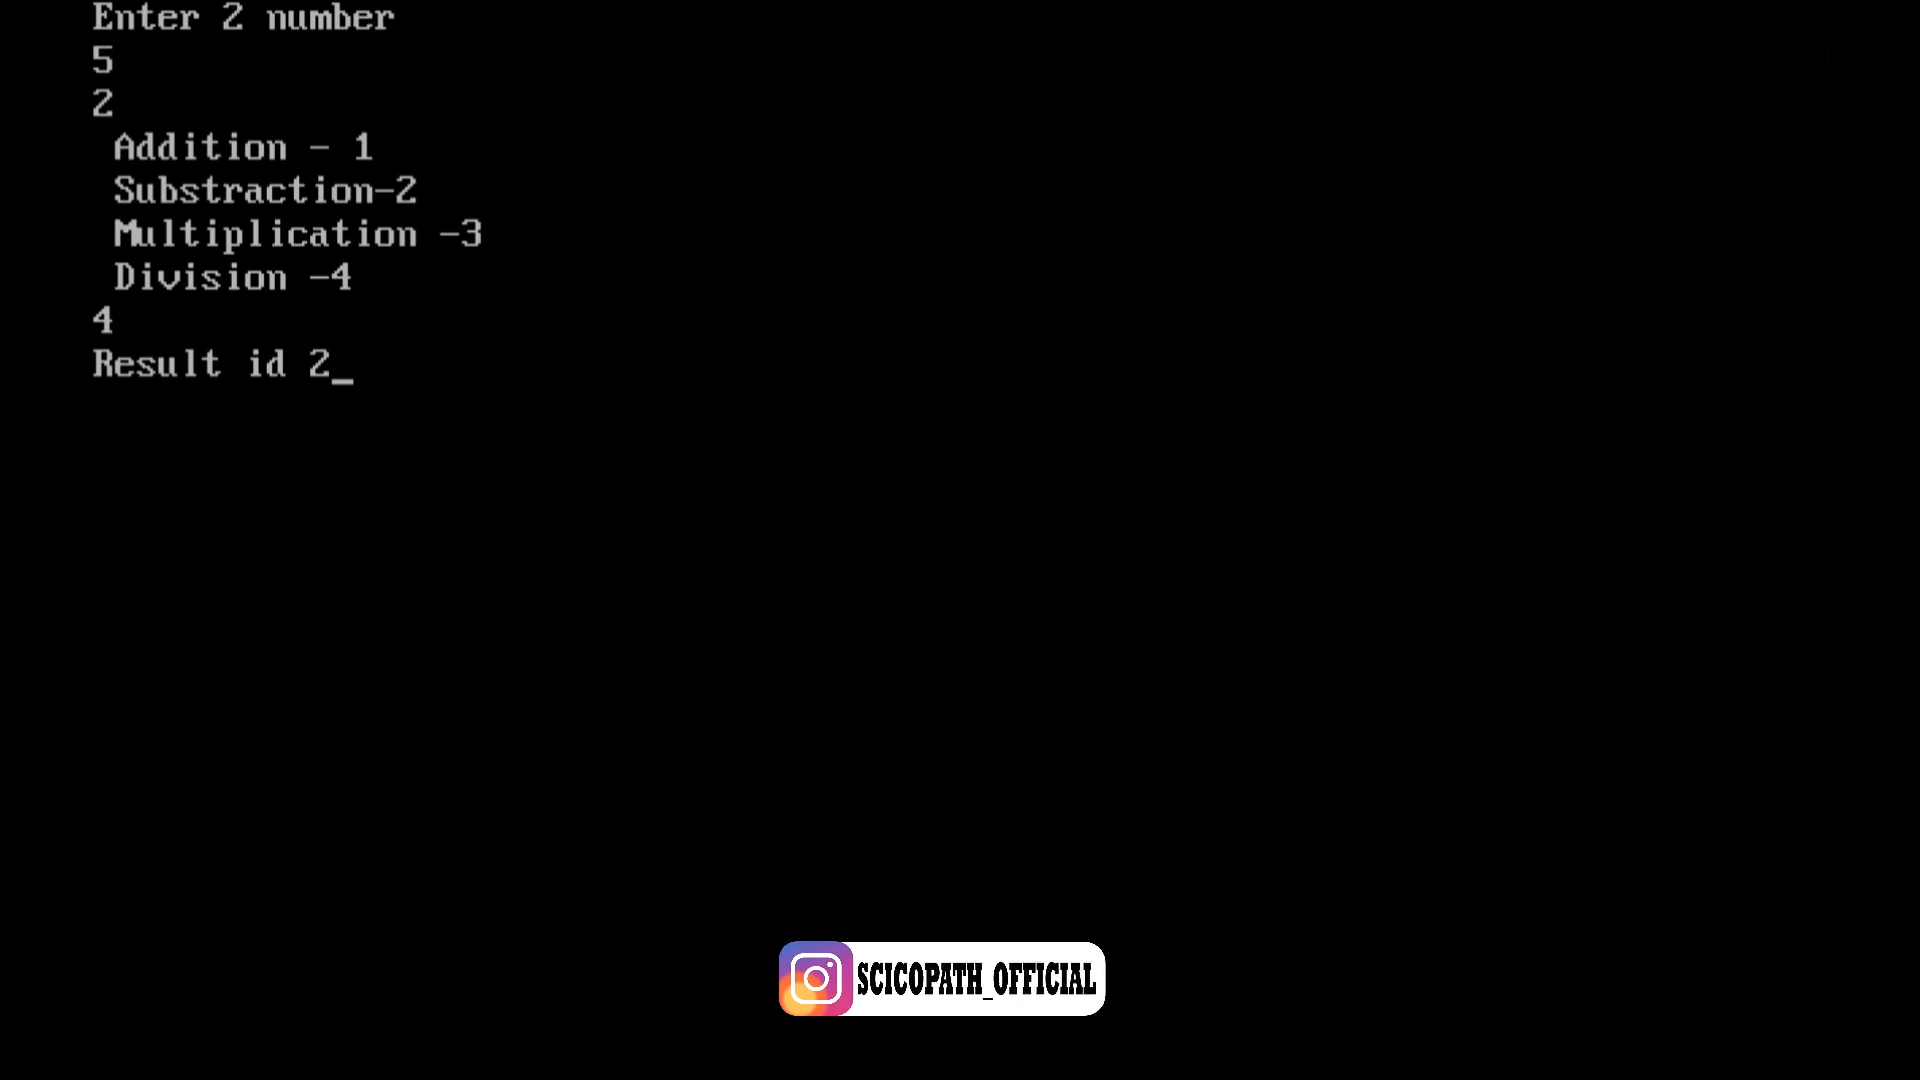 Enter 2 number
5
2
Addition - 1
Substraction-2
Multiplication -3
Division -4
4
Result id 2_
SCICOPATH_OFFICIAL